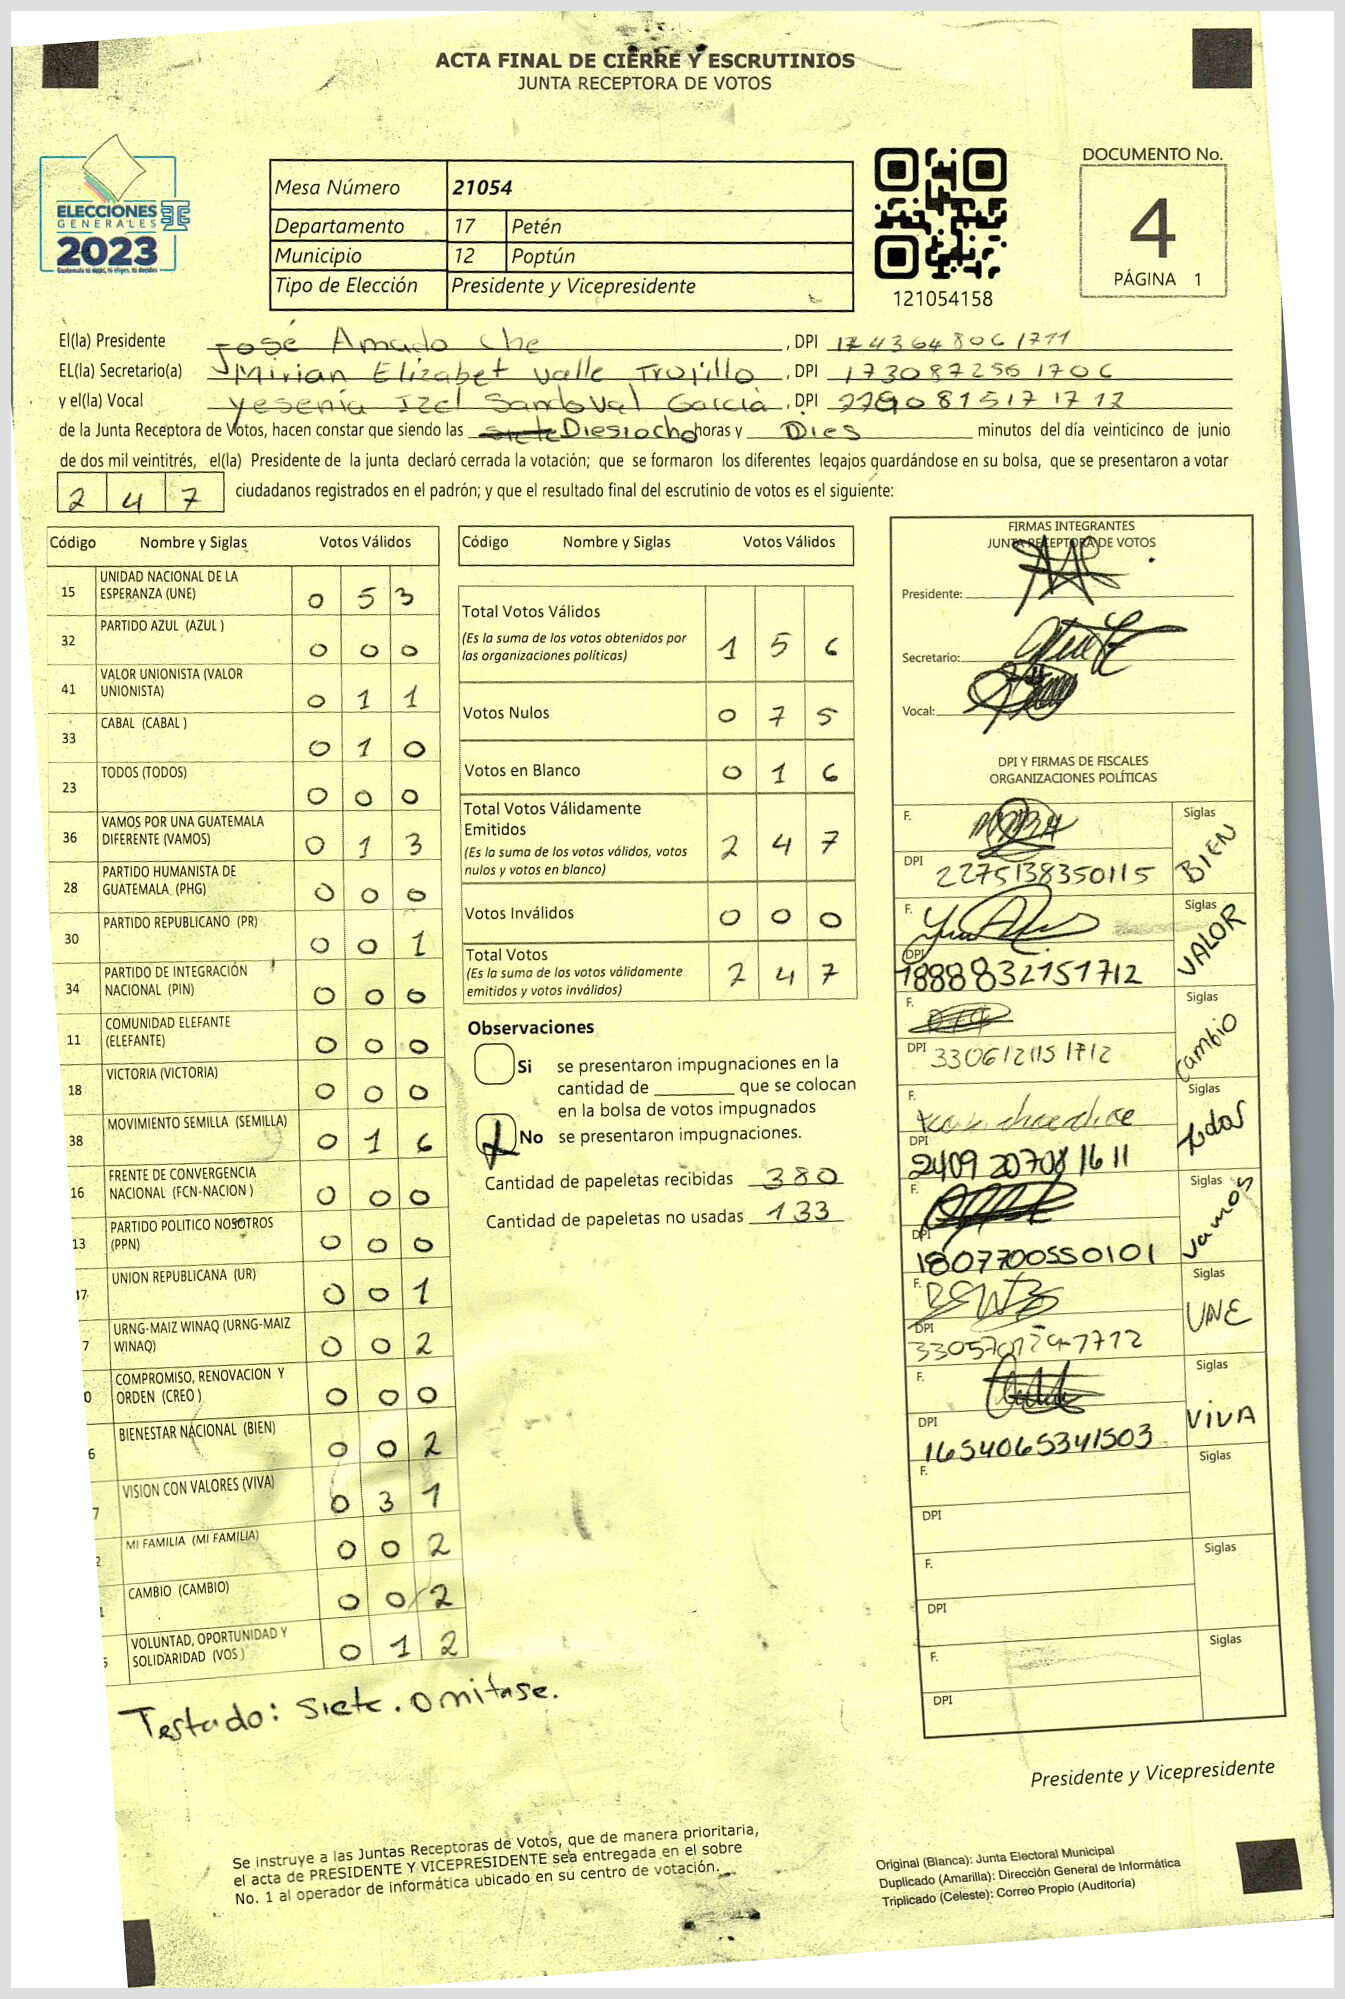 ACTA FINAL DE CIERRE Y ESCRUTINIOS
JUNTA RECEPTORA DE VOTOS
ELECCIONES
GENERALES
2023
Mesa Número 21054
Departamento 17 Petén
Municipio 12 Poptún
Tipo de Elección Presidente y Vicepresidente
121054158
DOCUMENTO No.
4
PÁGINA 1
El(la) Presidente José Amado Che , DPI
EL(la) Secretario(a) Mirian Elizabet Valle Trujillo , DPI 1730872561706
y el(la) Vocal Yesenia Izel Sandoval Garcia , DPI
de la Junta Receptora de Votos, hacen constar que siendo las siete Diesiocho horas y Dies minutos del día veinticinco de junio
de dos mil veintitrés, el(la) Presidente de la junta declaró cerrada la votación; que se formaron los diferentes legajos guardándose en su bolsa, que se presentaron a votar
2 4 7 ciudadanos registrados en el padrón; y que el resultado final del escrutinio de votos es el siguiente:
Código Nombre y Siglas Votos Válidos
15 UNIDAD NACIONAL DE LA
ESPERANZA (UNE) 0 5 3
32 PARTIDO AZUL (AZUL ) 0 0 0
41 VALOR UNIONISTA (VALOR
UNIONISTA) 0 1 1
33 CABAL (CABAL ) 0 1 0
23 TODOS (TODOS) 0 0 0
36 VAMOS POR UNA GUATEMALA
DIFERENTE (VAMOS) 0 1 3
28 PARTIDO HUMANISTA DE
GUATEMALA (PHG) 0 0 0
30 PARTIDO REPUBLICANO (PR) 0 0 1
34 PARTIDO DE INTEGRACIÓN
NACIONAL (PIN) 0 0 0
11 COMUNIDAD ELEFANTE
(ELEFANTE) 0 0 0
18 VICTORIA (VICTORIA) 0 0 0
38 MOVIMIENTO SEMILLA (SEMILLA) 0 1 6
16 FRENTE DE CONVERGENCIA
NACIONAL (FCN-NACION ) 0 0 0
13 PARTIDO POLITICO NOSOTROS
(PPN) 0 0 0
17 UNION REPUBLICANA (UR) 0 0 1
7 URNG-MAIZ WINAQ (URNG-MAIZ
WINAQ) 0 0 2
0 COMPROMISO, RENOVACION Y
ORDEN (CREO ) 0 0 0
6 BIENESTAR NACIONAL (BIEN) 0 0 2
7 VISION CON VALORES (VIVA) 0 3 1
2 MI FAMILIA (MI FAMILIA) 0 0 2
1 CAMBIO (CAMBIO) 0 0 2
5 VOLUNTAD, OPORTUNIDAD Y
SOLIDARIDAD (VOS ) 0 1 2
Testado: siete. omitase.
Código Nombre y Siglas Votos Válidos
Total Votos Válidos
(Es la suma de los votos obtenidos por
las organizaciones políticas) 1 5 6
Votos Nulos 0 7 5
Votos en Blanco 0 1 6
Total Votos Válidamente
Emitidos
(Es la suma de los votos válidos, votos
nulos y votos en blanco) 2 4 7
Votos Inválidos 0 0 0
Total Votos
(Es la suma de los votos válidamente
emitidos y votos inválidos) 2 4 7
Observaciones
Si se presentaron impugnaciones en la
cantidad de ________ que se colocan
en la bolsa de votos impugnados
No se presentaron impugnaciones.
Cantidad de papeletas recibidas 380
Cantidad de papeletas no usadas 133
FIRMAS INTEGRANTES
JUNTA RECEPTORA DE VOTOS
Presidente:
Secretario:
Vocal:
DPI Y FIRMAS DE FISCALES
ORGANIZACIONES POLÍTICAS
F. Siglas
DPI 2275138350115 BIEN
F. Siglas
DPI 1888832151712 VALOR
F. Siglas
DPI 3306121151712 cambio
F. Siglas
DPI 2409207081611 todos
F. Siglas
DPI 1807700550101 vamos
F. Siglas
DPI UNE
F. Siglas
DPI 1654065341503 VIVA
F. Siglas
DPI
F. Siglas
DPI
F. Siglas
DPI
Presidente y Vicepresidente
Se instruye a las Juntas Receptoras de Votos, que de manera prioritaria,
el acta de PRESIDENTE Y VICEPRESIDENTE sea entregada en el sobre
No. 1 al operador de informática ubicado en su centro de votación.
Original (Blanca): Junta Electoral Municipal
Duplicado (Amarilla): Dirección General de Informática
Triplicado (Celeste): Correo Propio (Auditoría)